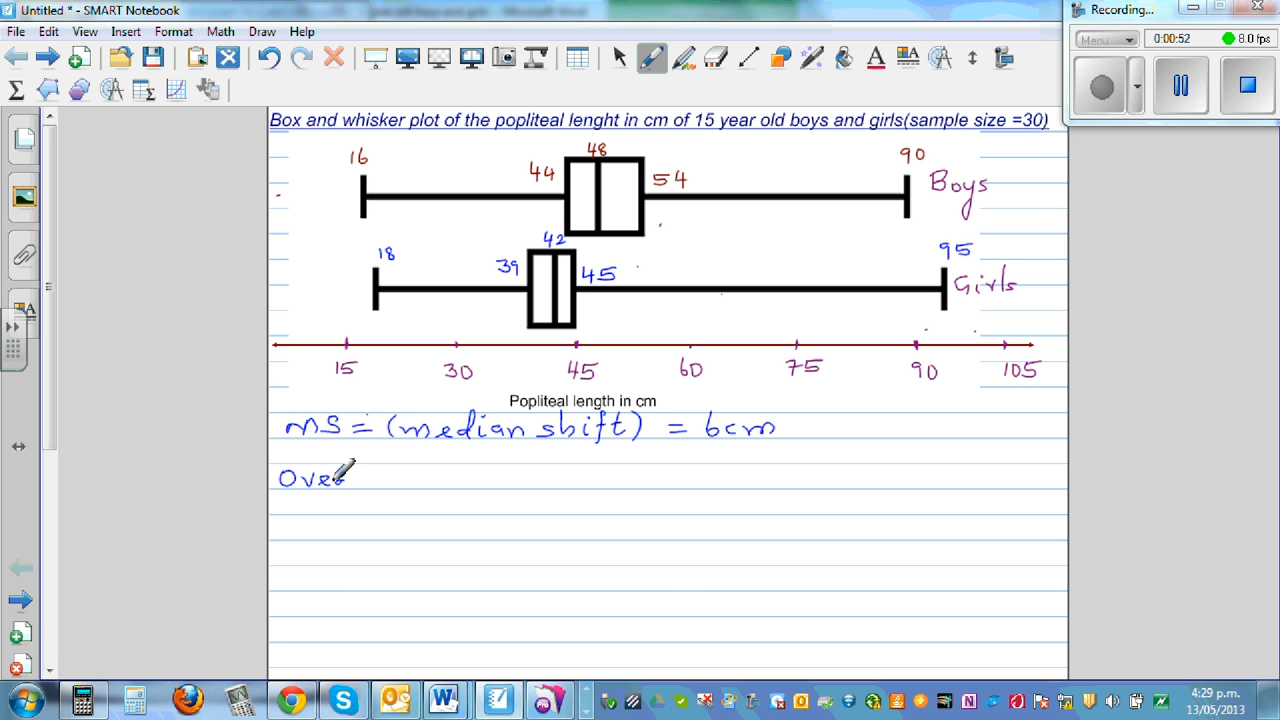 Untitled * - SMART Notebook
Recording...
File Edit View Insert Format Math Draw Help
Menu 0:00:52 8.0 fps
Box and whisker plot of the popliteal lenght in cm of 15 year old boys and girls(sample size =30)
16 44 48 54 90 Boys
18 39 42 45 95 Girls
15 30 45 60 75 90 105
Popliteal length in cm
MS = (median shift) = 6cm
Over
4:29 p.m.
13/05/2013